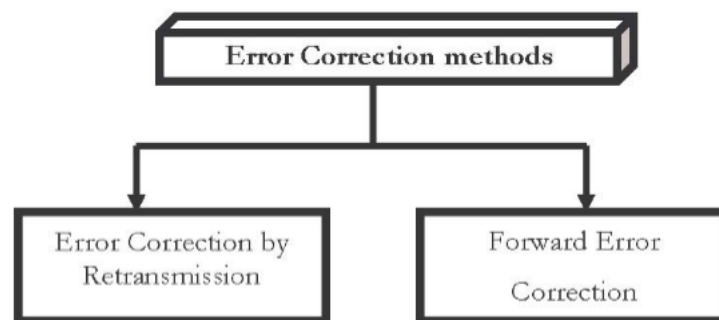 Error Correction methods
Error Correction by
Retransmission
Forward Error
Correction